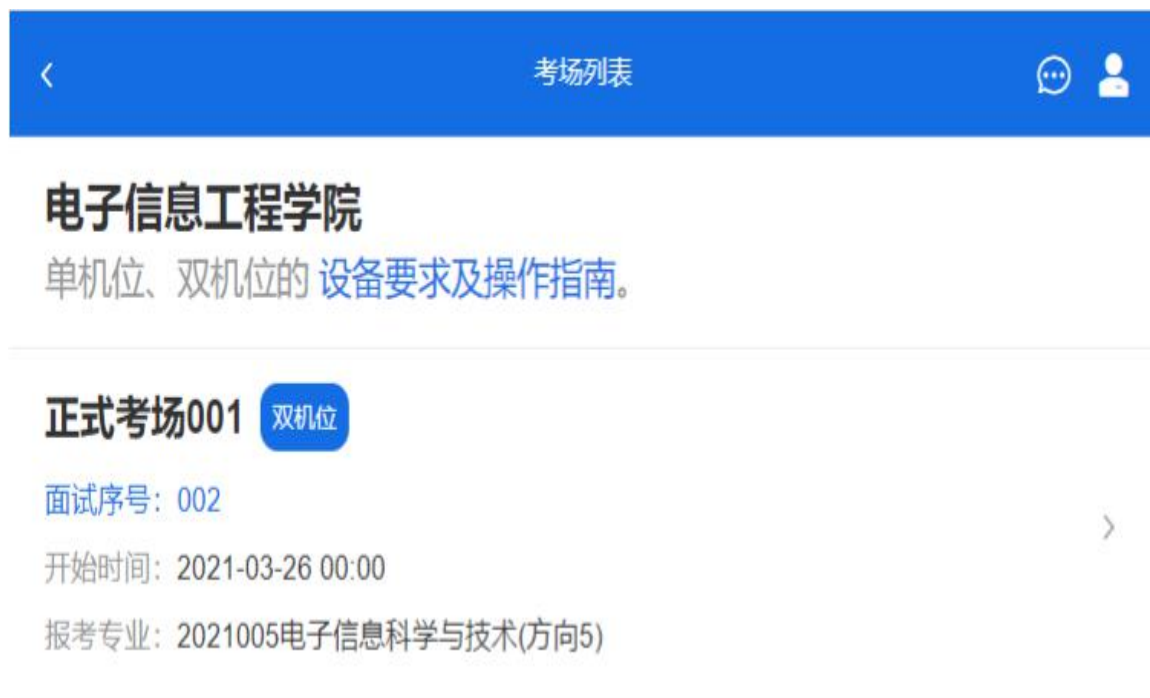 考场列表
电子信息工程学院
单机位、双机位的 设备要求及操作指南。
正式考场001 双机位
面试序号：002
开始时间：2021-03-26 00:00
报考专业：2021005电子信息科学与技术(方向5)